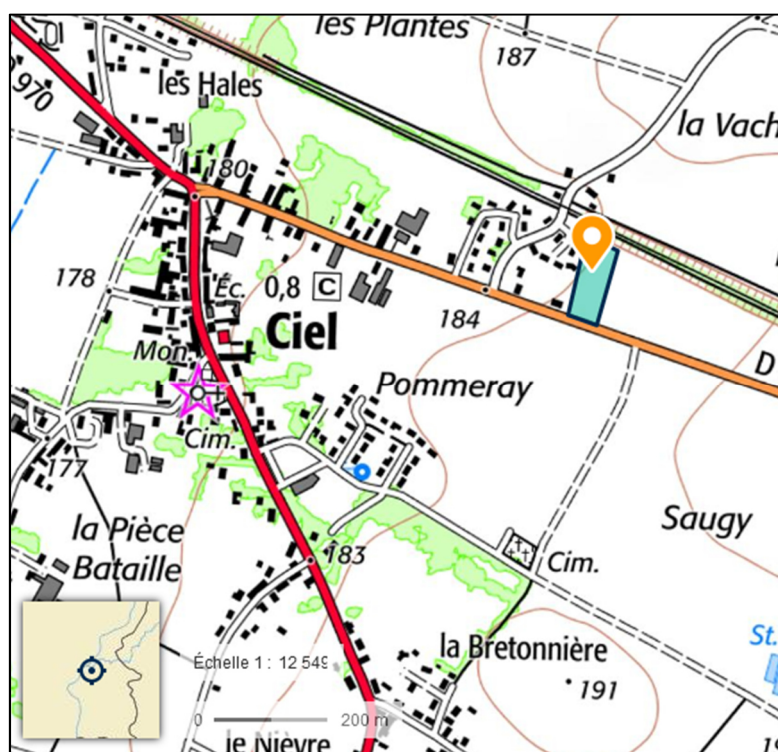 les Plantes
187
les Hales
970
la Vach
180
178
Éc.
0,8
C
184
Mon.
Ciel
D
Pommeray
Cim.
177
la Pièce
Bataille
183
Saugy
Cim.
la Bretonnière
St.
191
Échelle 1 : 12 549
0
200 m
le Nièvre